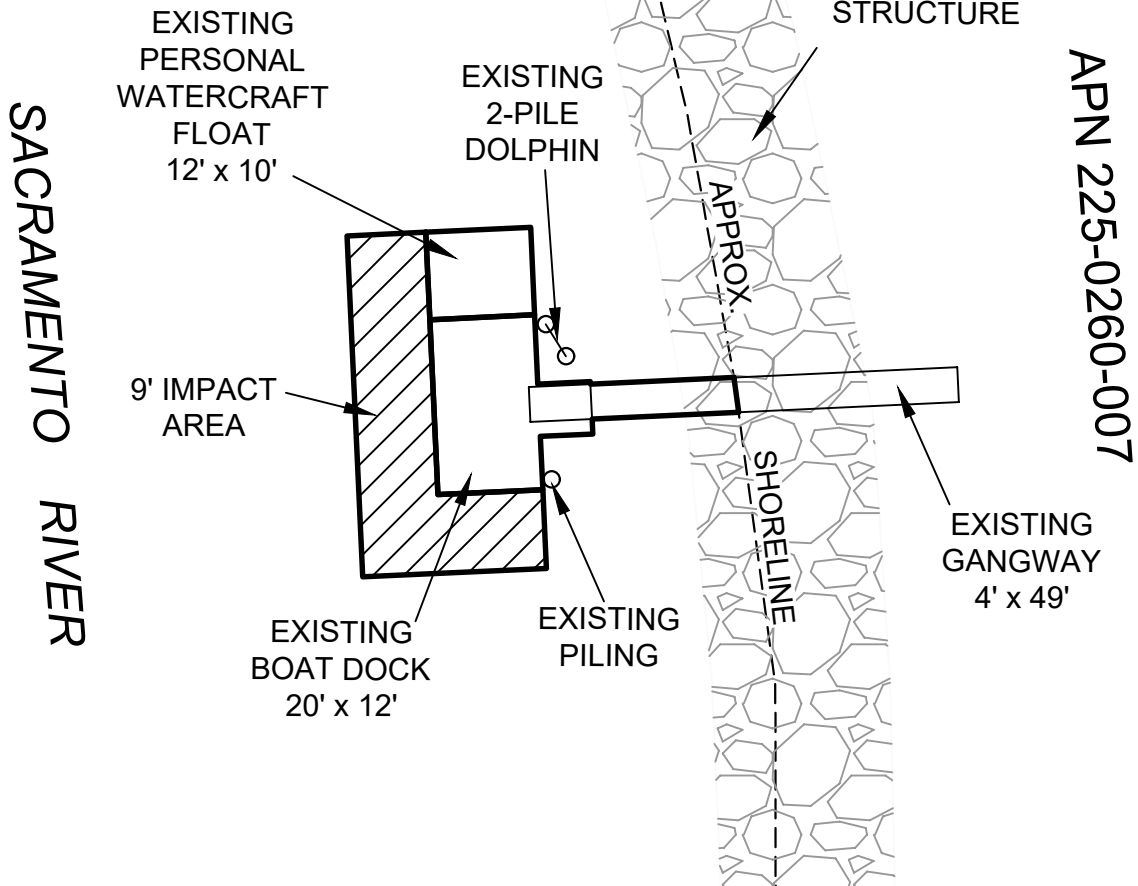 STRUCTURE
EXISTING
PERSONAL
WATERCRAFT
FLOAT
12' x 10'
EXISTING
2-PILE
DOLPHIN
APN 225-0260-007
SACRAMENTO RIVER
APPROX.
SHORELINE
9' IMPACT
AREA
EXISTING
GANGWAY
4' x 49'
EXISTING
BOAT DOCK
20' x 12'
EXISTING
PILING